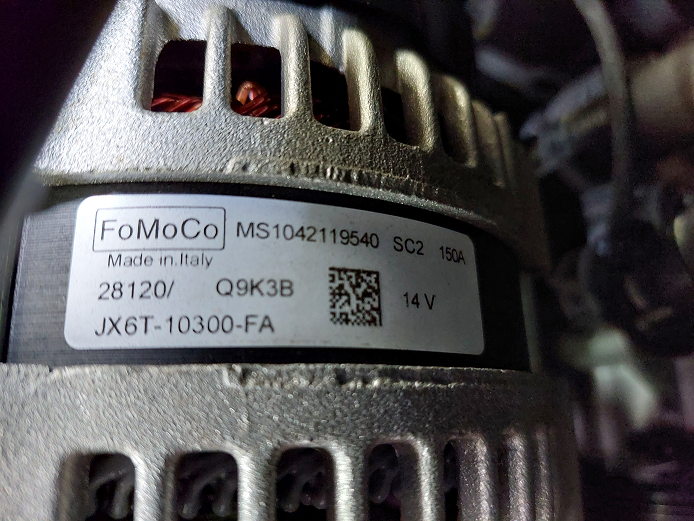 FoMoCo MS1042119540 SC2 150A
Made in.Italy
28120/ Q9K3B 14 V
JX6T-10300-FA